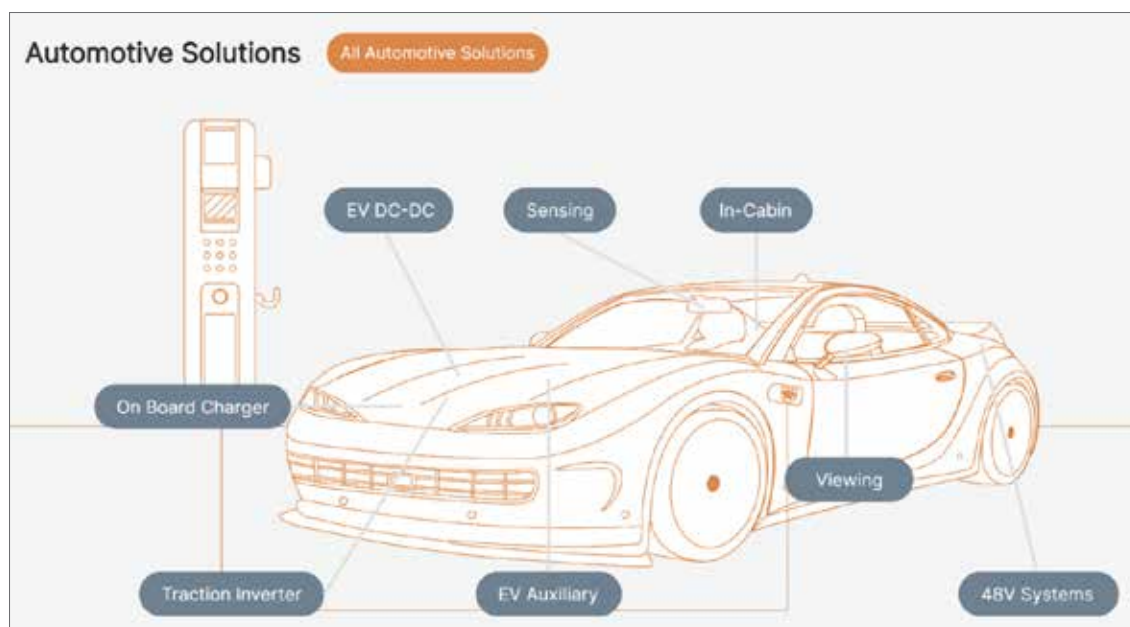 Automotive Solutions
All Automotive Solutions
EV DC-DC
Sensing
In-Cabin
On Board Charger
Viewing
Traction Inverter
EV Auxiliary
48V Systems